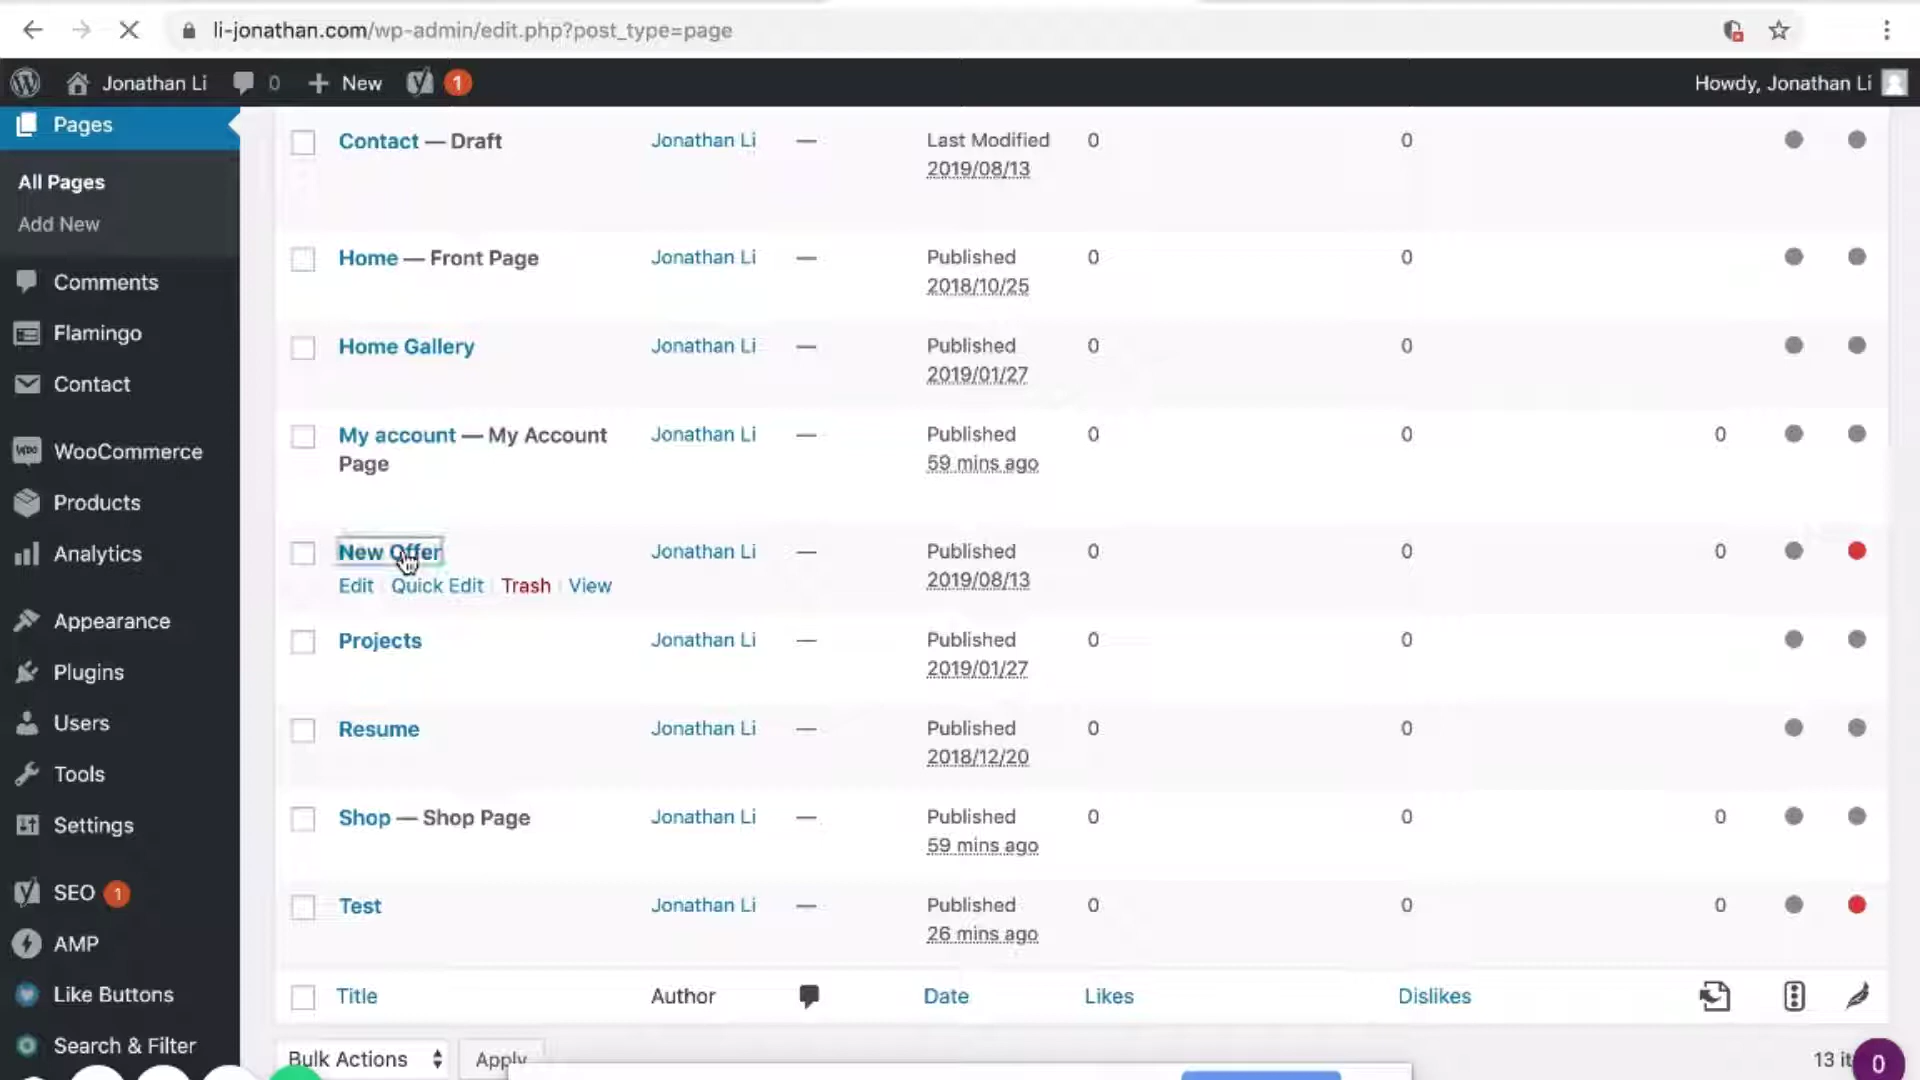 li-jonathan.com/wp-admin/edit.php?post_type=page
Jonathan Li 0 New 1 Howdy, Jonathan Li
Pages
All Pages
Add New
Comments
Flamingo
Contact
WooCommerce
Products
Analytics
Appearance
Plugins
Users
Tools
Settings
SEO 1
AMP
Like Buttons
Search & Filter
Contact — Draft Jonathan Li — Last Modified 0 0
2019/08/13
Home — Front Page Jonathan Li — Published 0 0
2018/10/25
Home Gallery Jonathan Li — Published 0 0
2019/01/27
My account — My Account Jonathan Li — Published 0 0 0
Page 59 mins ago
New Offer Jonathan Li — Published 0 0 0
Edit | Quick Edit | Trash | View 2019/08/13
Projects Jonathan Li — Published 0 0
2019/01/27
Resume Jonathan Li — Published 0 0
2018/12/20
Shop — Shop Page Jonathan Li — Published 0 0 0
59 mins ago
Test Jonathan Li — Published 0 0 0
26 mins ago
Title Author Date Likes Dislikes
Bulk Actions Apply 13 0